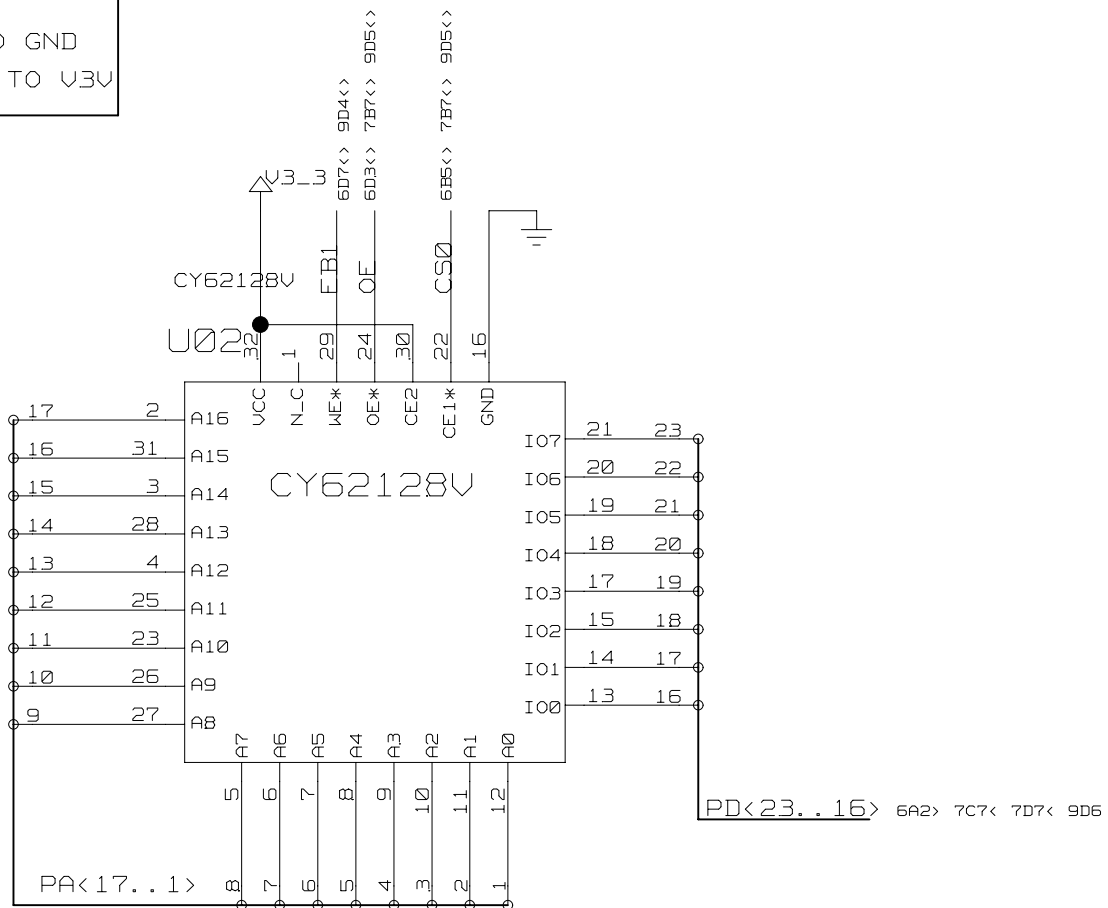 GND
TO V3V
6D7<> 9D4<>
6D3<> 7B7<> 9D5<>
6B5<> 7B7<> 9D5<>
V3_3
EB1
OE
CS0
CY62128V
U02
32
1
29
24
30
22
16
VCC
N_C
WE*
OE*
CE2
CE1*
GND
CY62128V
17 2 A16
16 31 A15
15 3 A14
14 28 A13
13 4 A12
12 25 A11
11 23 A10
10 26 A9
9 27 A8
IO7 21 23
IO6 20 22
IO5 19 21
IO4 18 20
IO3 17 19
IO2 15 18
IO1 14 17
IO0 13 16
A7 A6 A5 A4 A3 A2 A1 A0
5 6 7 8 9 10 11 12
8 7 6 5 4 3 2 1
PA<17..1>
PD<23..16> 6A2> 7C7< 7D7< 9D6